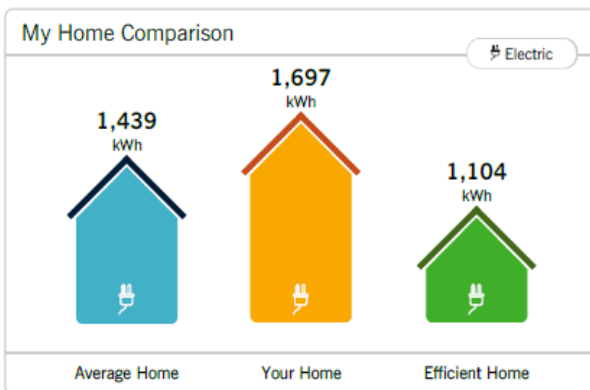 My Home Comparison
Electric
1,439
kWh
1,697
kWh
1,104
kWh
Average Home
Your Home
Efficient Home